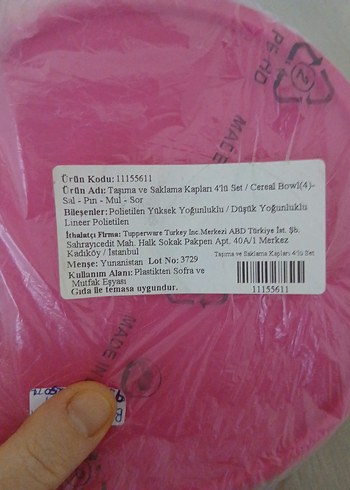 PE-HD
2
MADE
Ürün Kodu: 11155611
Ürün Adı: Taşıma ve Saklama Kapları 4'lü Set / Cereal Bowl(4)-
Sal - Pın - Mul - Sor
Bileşenler: Polietilen Yüksek Yoğunluklu / Düşük Yoğunluklu
Lineer Polietilen
İthalatçı Firma: Tupperware Turkey Inc.Merkezi ABD Türkiye İst. Şb.
Sahrayıcedit Mah. Halk Sokak Pakpen Apt. 40A/1 Merkez
Kadıköy / İstanbul
Menşe: Yunanistan Lot No: 3729
Kullanım Alanı: Plastikten Sofra ve
Mutfak Eşyası
Gıda ile temasa uygundur.
Taşıma ve Saklama Kapları 4'lü Set
11155611
MADE IN